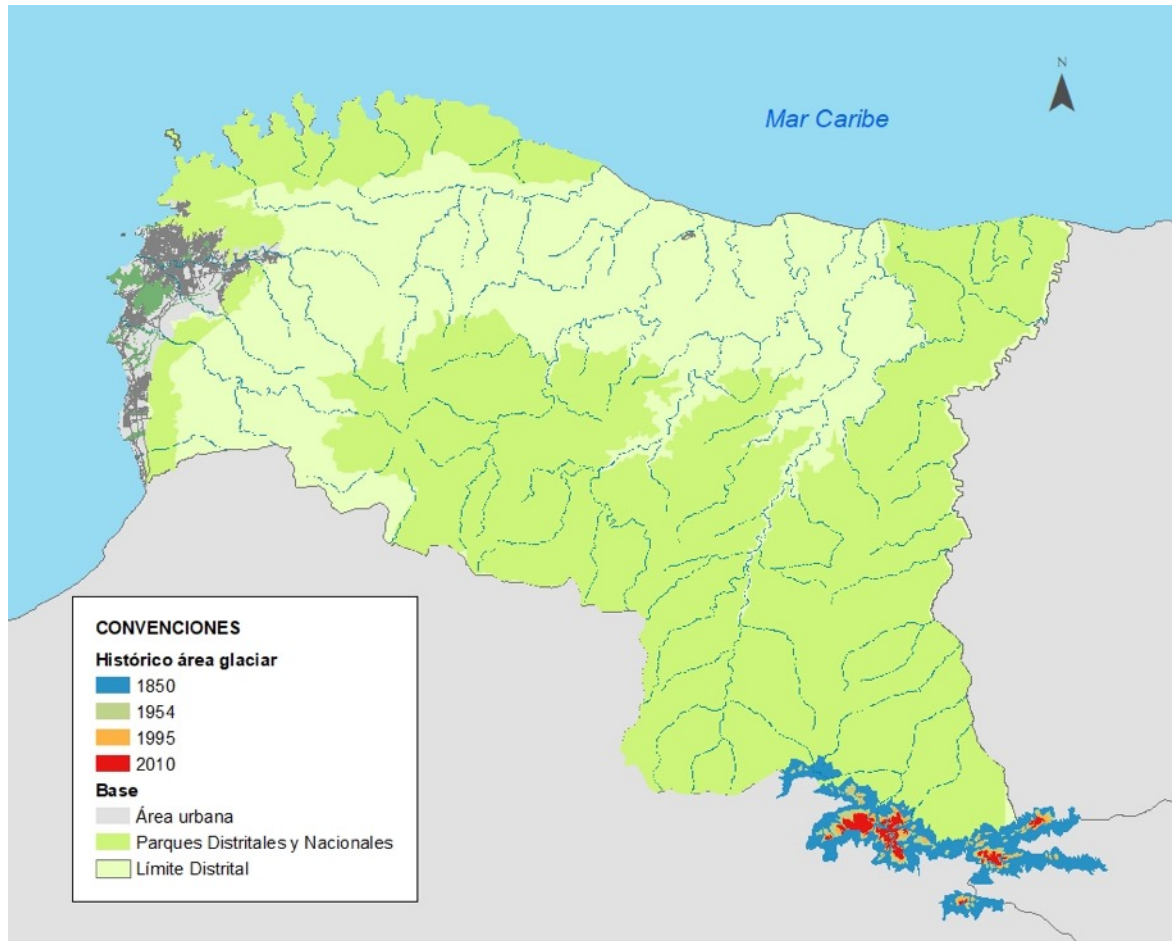 N
Mar Caribe
CONVENCIONES
Histórico área glaciar
1850
1954
1995
2010
Base
Área urbana
Parques Distritales y Nacionales
Límite Distrital